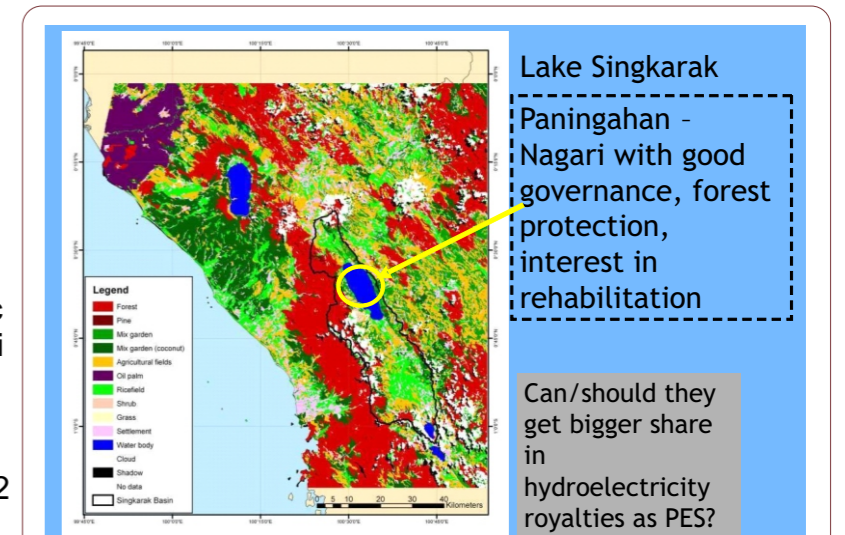 Lake Singkarak
Paningahan –
Nagari with good
governance, forest
protection,
interest in
rehabilitation
Can/should they
get bigger share
in
hydroelectricity
royalties as PES?
Legend
Forest
Pine
Mix garden
Mix garden (coconut)
Agricultural fields
Oil palm
Ricefield
Shrub
Grass
Settlement
Water body
Cloud
Shadow
No data
Singkarak Basin
0 5 10 20 30 40
Kilometers
c
i
2